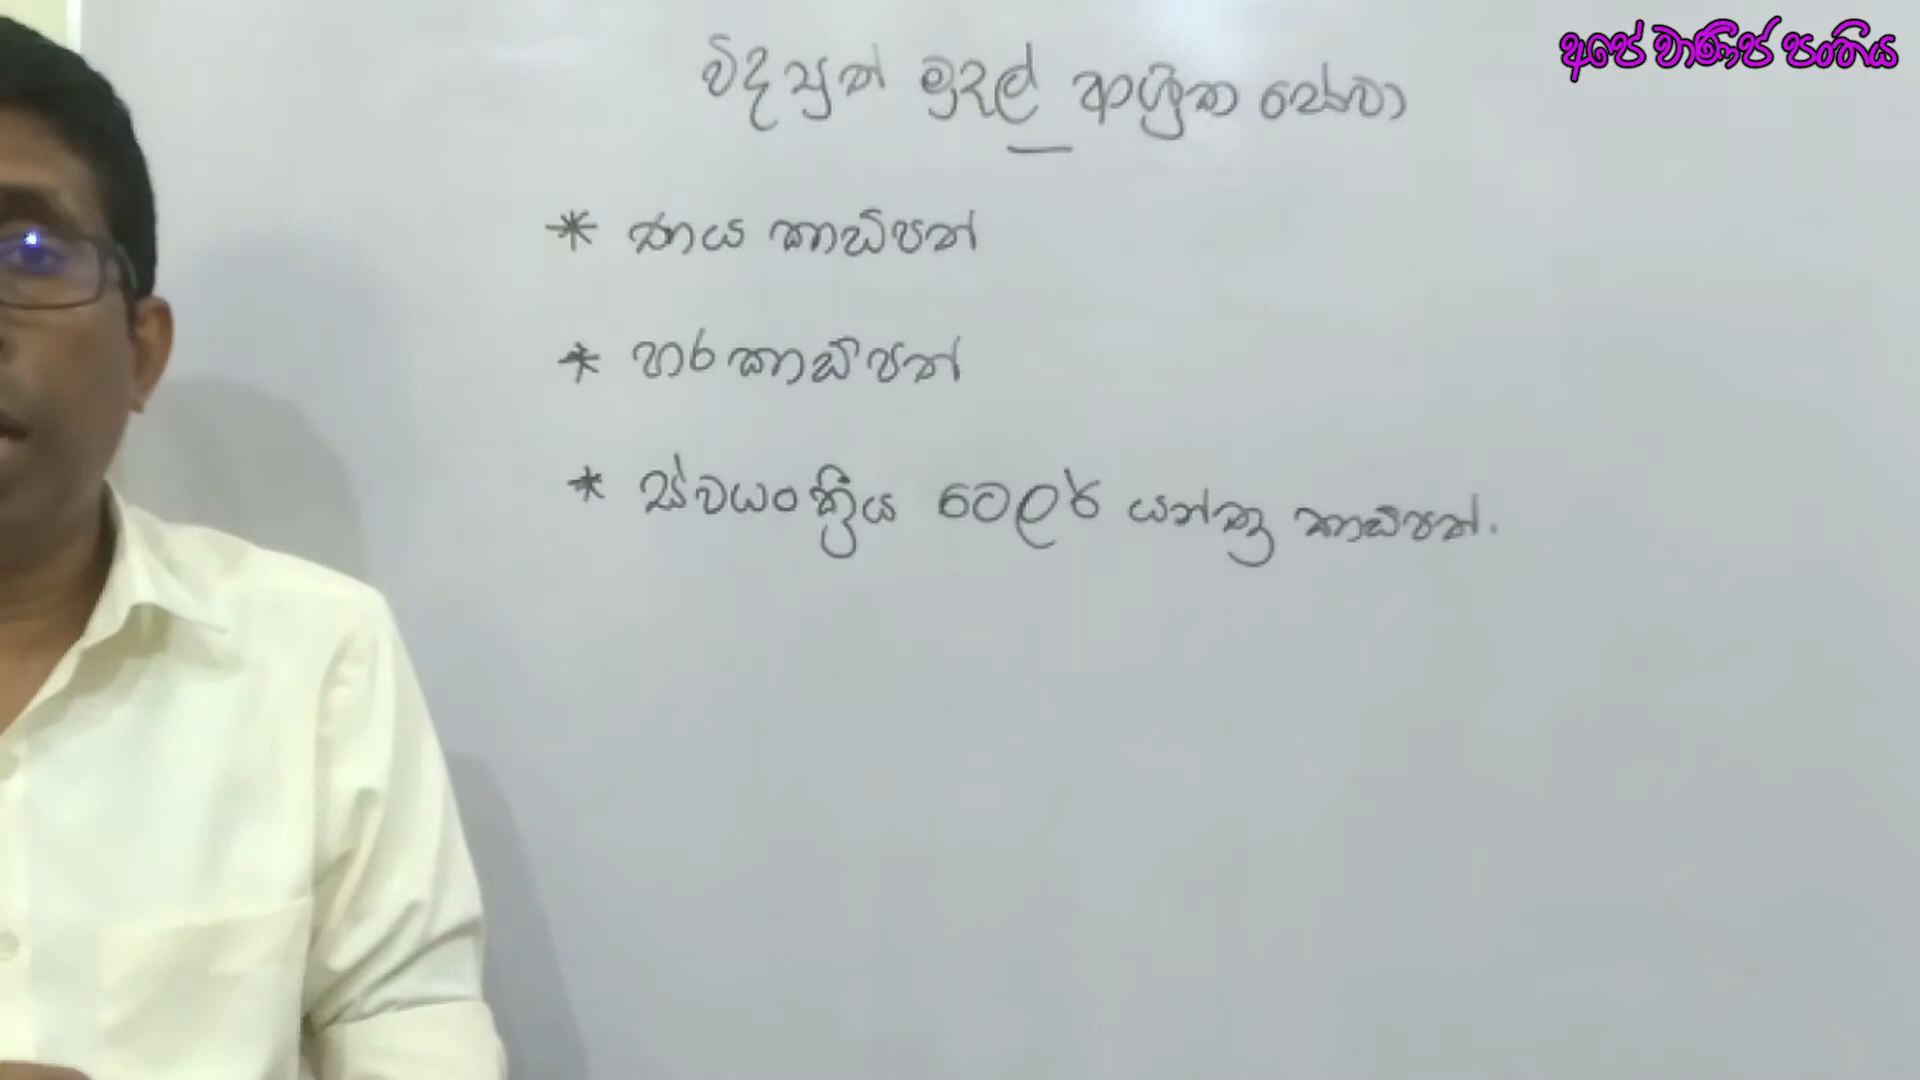 අපේ වාණිජ පංතිය
විද්‍යුත් මුදල් ආශ්‍රිත සේවා
* ණය කාඩ්පත්
* හර කාඩ්පත්
* ස්වයංක්‍රීය ටෙලර් යන්ත්‍ර කාඩ්පත්.